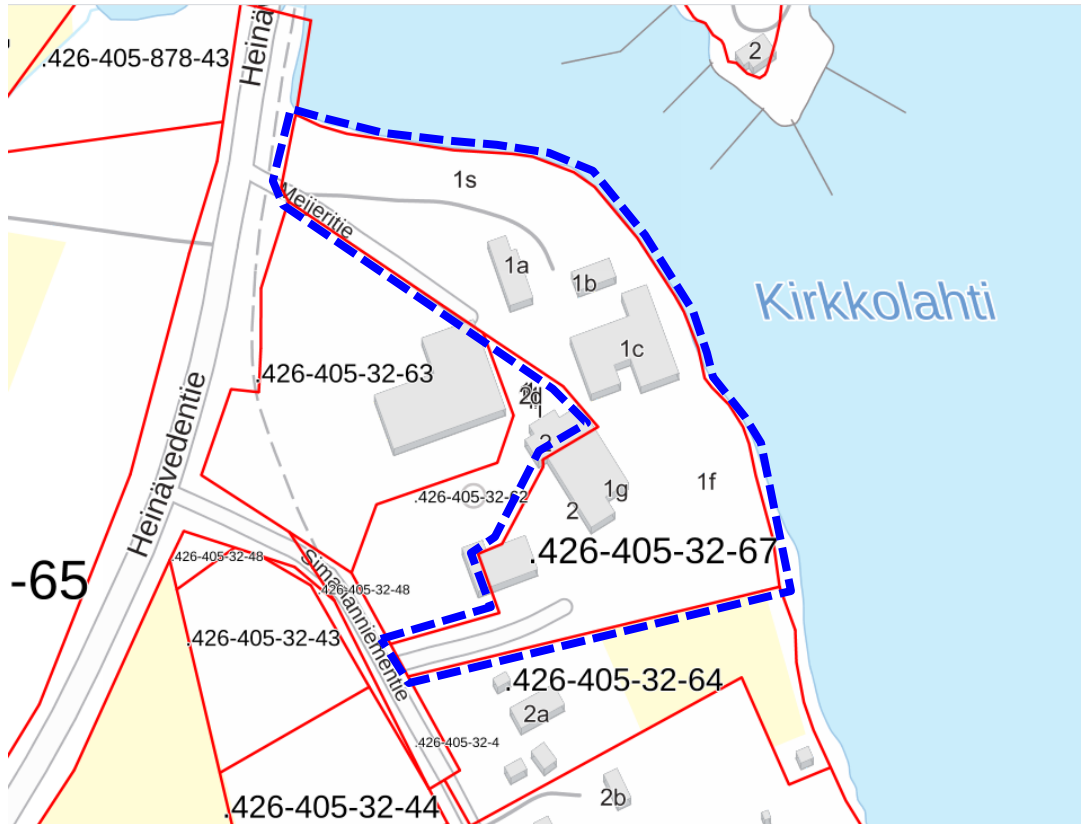 Heinä
2
.426-405-878-43
1s
Meijeritie
1a
1b
Kirkkolahti
1c
.426-405-32-63
2d
2
Heinävedentie
1f
1g
.426-405-32-62
2
.426-405-32-67
.426-405-32-48
-65
Simananniementie
.426-405-32-48
.426-405-32-43
.426-405-32-64
2a
.426-405-32-4
2b
.426-405-32-44